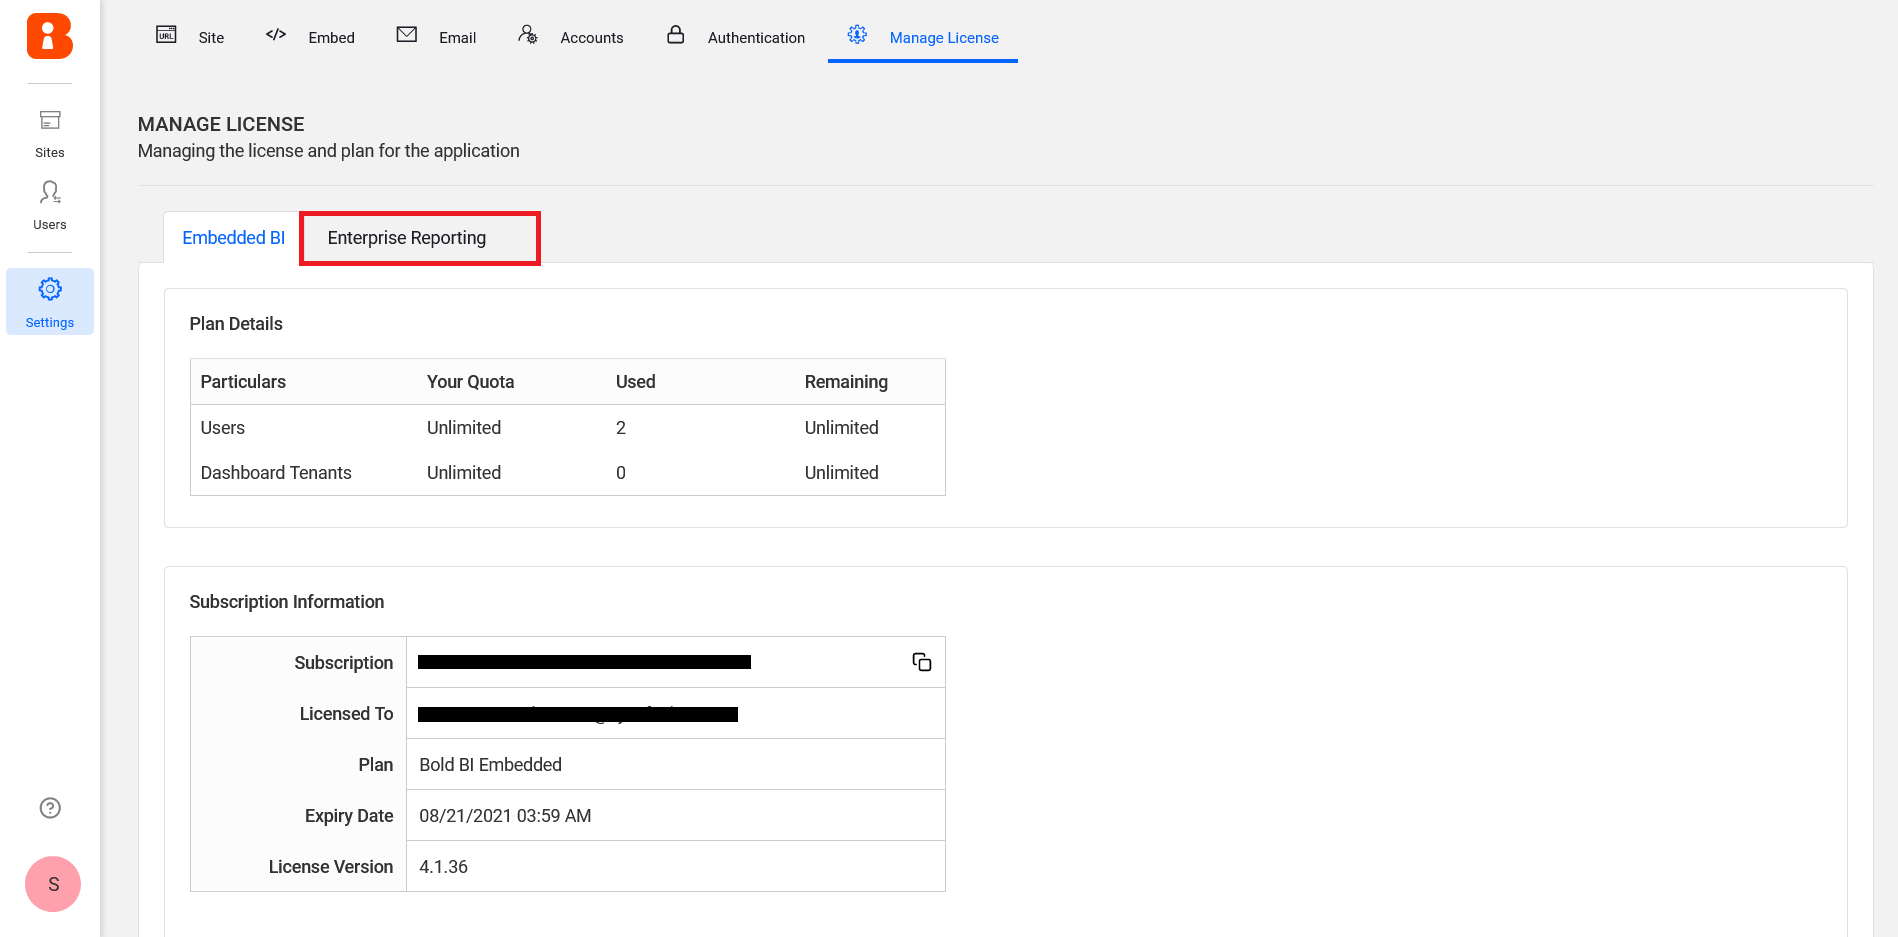 URL Site </> Embed Email Accounts Authentication Manage License
Sites
Users
Settings
S
MANAGE LICENSE
Managing the license and plan for the application
Embedded BI Enterprise Reporting
Plan Details
Particulars Your Quota Used Remaining
Users Unlimited 2 Unlimited
Dashboard Tenants Unlimited 0 Unlimited
Subscription Information
Subscription
Licensed To
Plan Bold BI Embedded
Expiry Date 08/21/2021 03:59 AM
License Version 4.1.36